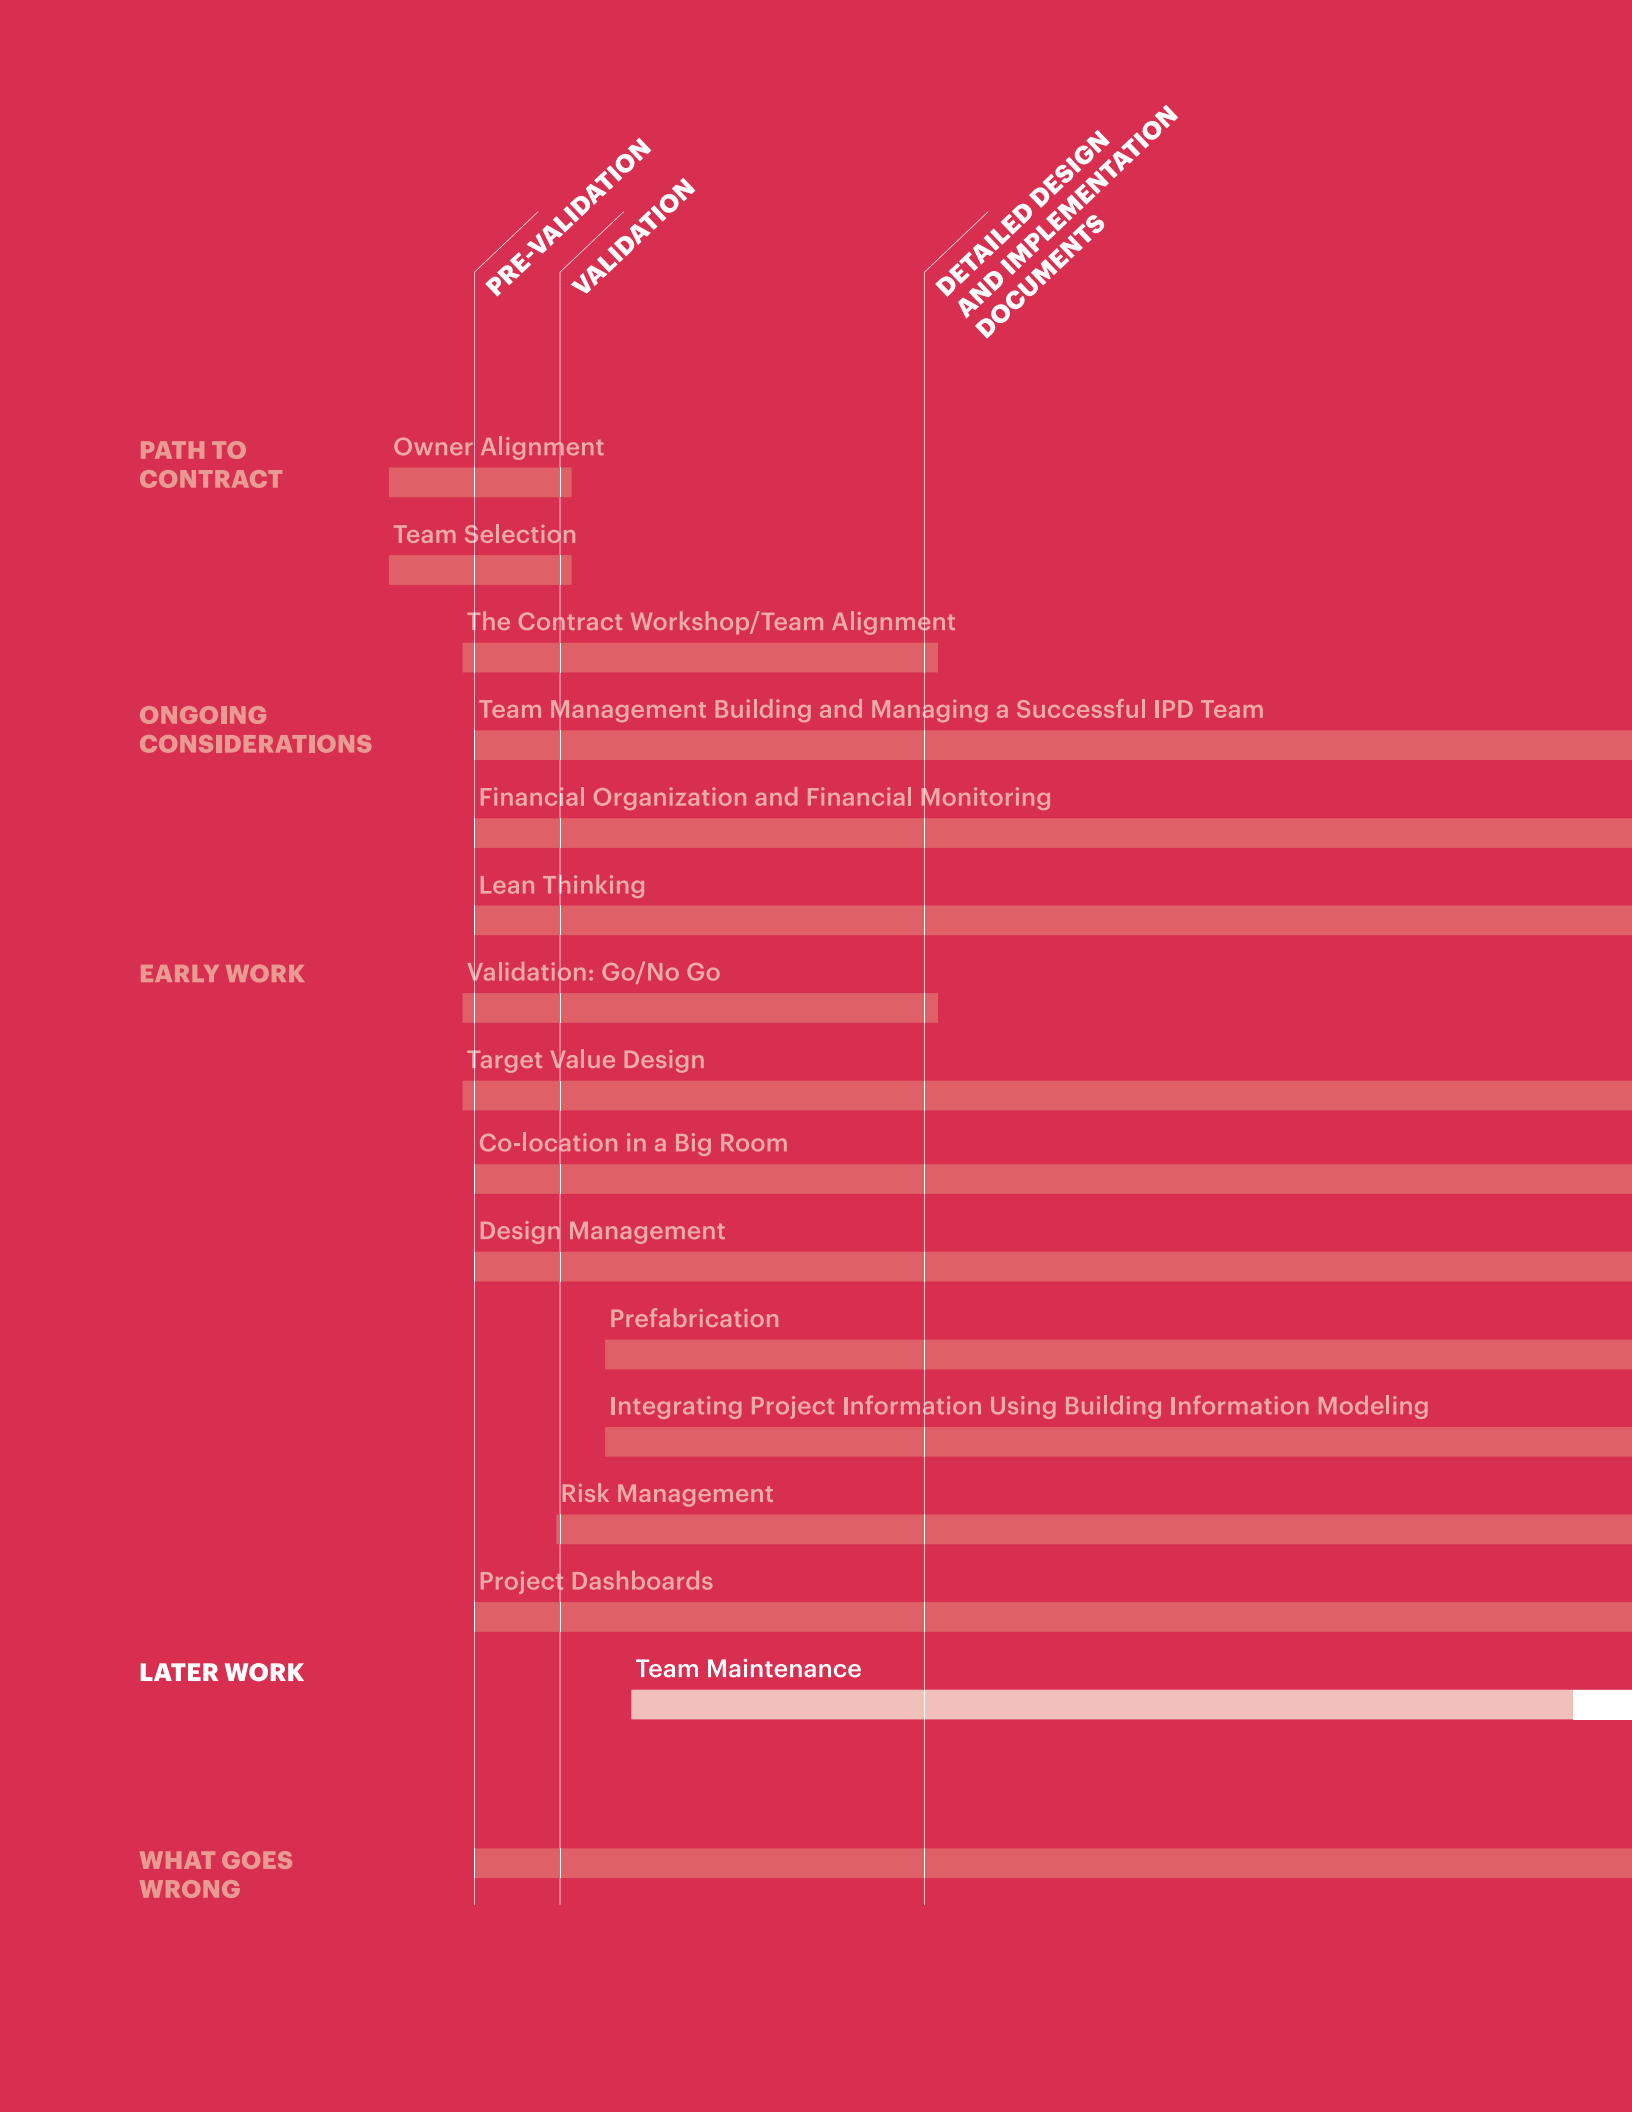 PRE-VALIDATION
VALIDATION
DETAILED DESIGN
AND IMPLEMENTATION
DOCUMENTS
PATH TO
CONTRACT
Owner Alignment
Team Selection
The Contract Workshop/Team Alignment
ONGOING
CONSIDERATIONS
Team Management Building and Managing a Successful IPD Team
Financial Organization and Financial Monitoring
Lean Thinking
EARLY WORK
Validation: Go/No Go
Target Value Design
Co-location in a Big Room
Design Management
Prefabrication
Integrating Project Information Using Building Information Modeling
Risk Management
Project Dashboards
LATER WORK
Team Maintenance
WHAT GOES
WRONG